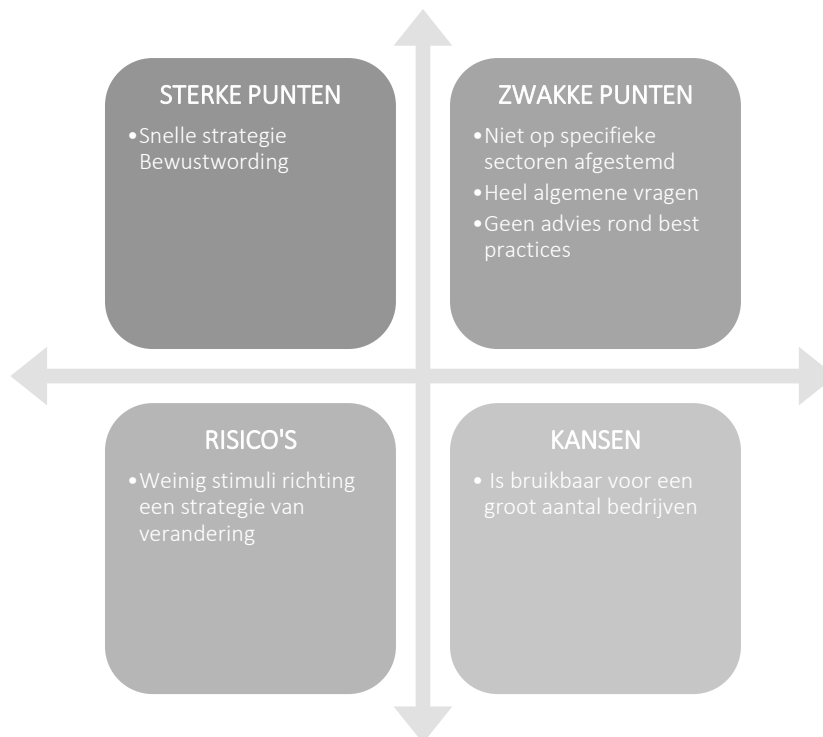 STERKE PUNTEN
•Snelle strategie
Bewustwording
ZWAKKE PUNTEN
•Niet op specifieke
sectoren afgestemd
•Heel algemene vragen
•Geen advies rond best
practices
RISICO'S
•Weinig stimuli richting
een strategie van
verandering
KANSEN
• Is bruikbaar voor een
groot aantal bedrijven